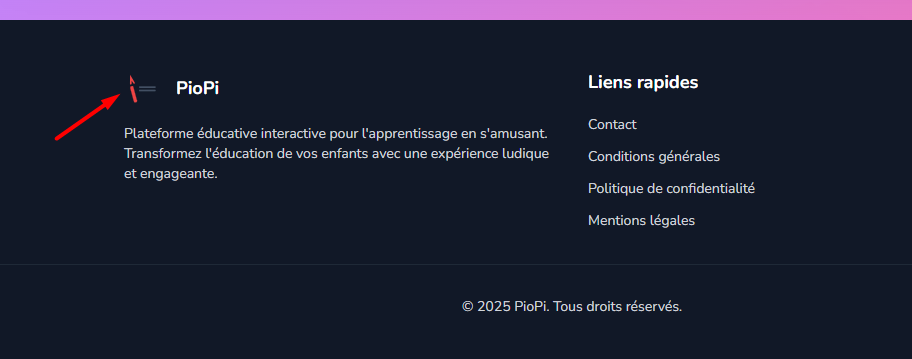 PioPi
Plateforme éducative interactive pour l'apprentissage en s'amusant.
Transformez l'éducation de vos enfants avec une expérience ludique
et engageante.
Liens rapides
Contact
Conditions générales
Politique de confidentialité
Mentions légales
© 2025 PioPi. Tous droits réservés.